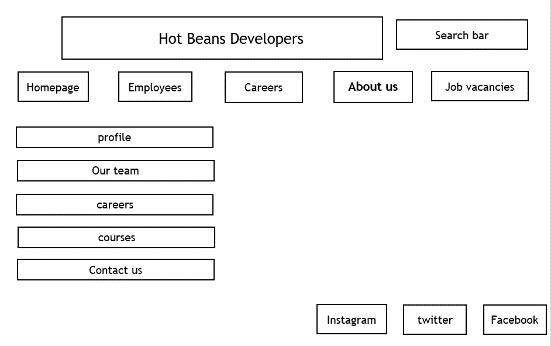 Hot Beans Developers
Search bar
Homepage
Employees
Careers
About us
Job vacancies
profile
Our team
careers
courses
Contact us
Instagram
twitter
Facebook